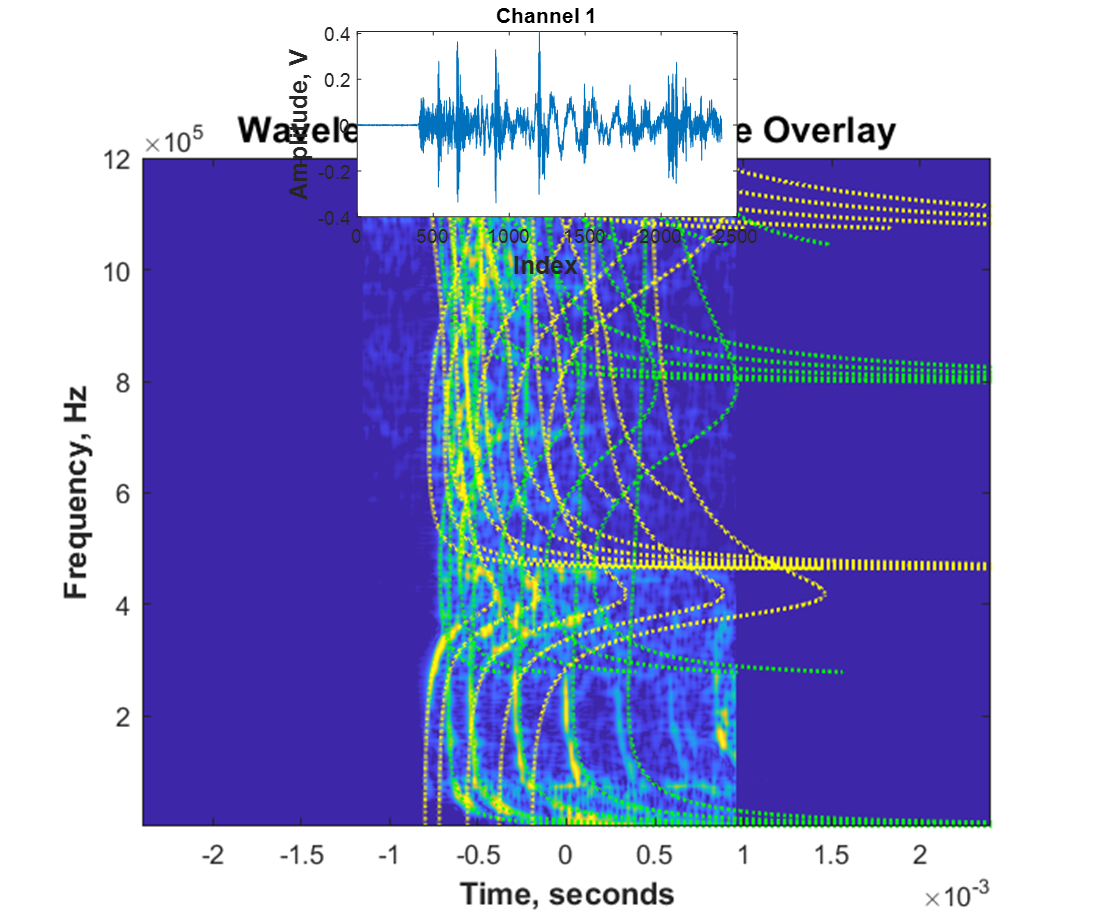 Channel 1
Amplitude, V
0.4
0.2
0
-0.2
-0.4
0 500 1000 1500 2000 2500
Index
Wavele e Overlay
×10⁵
12
10
8
6
4
2
Frequency, Hz
-2 -1.5 -1 -0.5 0 0.5 1 1.5 2
Time, seconds
×10⁻³